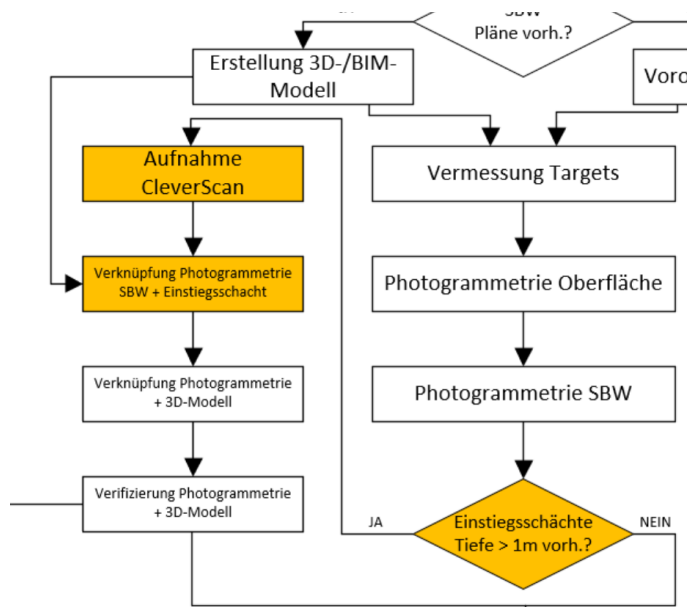 SBW
Pläne vorh.?
Erstellung 3D-/BIM-
Modell
Aufnahme
CleverScan
Vermessung Targets
Verknüpfung Photogrammetrie
SBW + Einstiegsschacht
Photogrammetrie Oberfläche
Verknüpfung Photogrammetrie
+ 3D-Modell
Photogrammetrie SBW
Verifizierung Photogrammetrie
+ 3D-Modell
JA
Einstiegsschächte
Tiefe > 1m vorh.?
NEIN